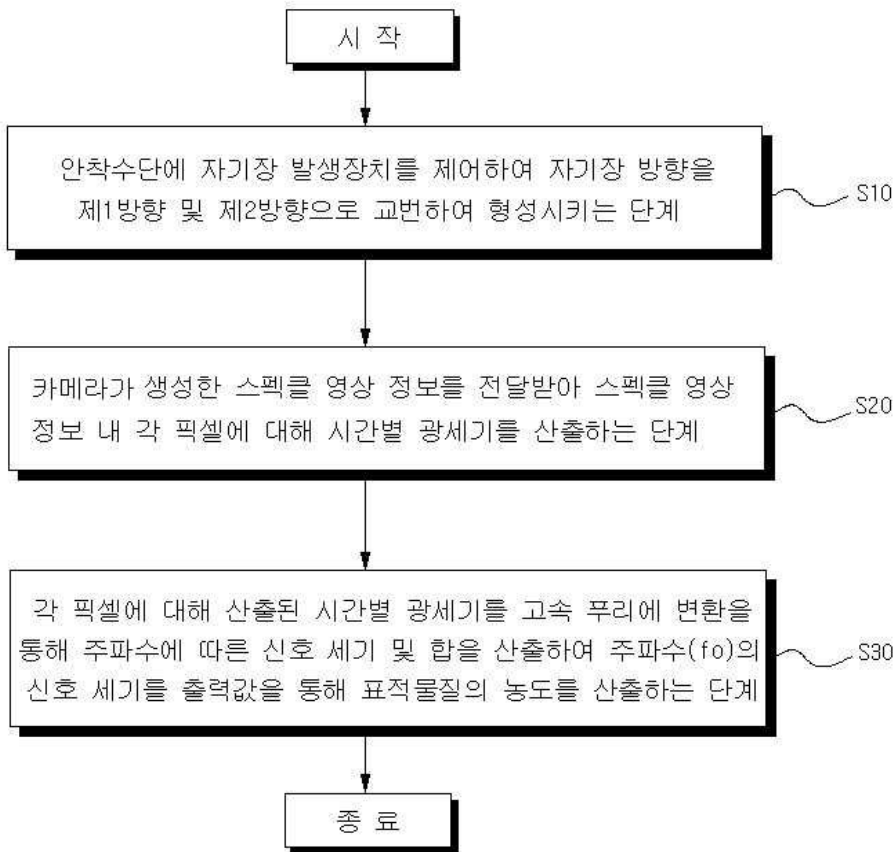 시 작
안착수단에 자기장 발생장치를 제어하여 자기장 방향을
제1방향 및 제2방향으로 교번하여 형성시키는 단계
S10
카메라가 생성한 스펙클 영상 정보를 전달받아 스펙클 영상
정보 내 각 픽셀에 대해 시간별 광세기를 산출하는 단계
S20
각 픽셀에 대해 산출된 시간별 광세기를 고속 푸리에 변환을
통해 주파수에 따른 신호 세기 및 합을 산출하여 주파수(fo)의
신호 세기를 출력값을 통해 표적물질의 농도를 산출하는 단계
S30
종 료